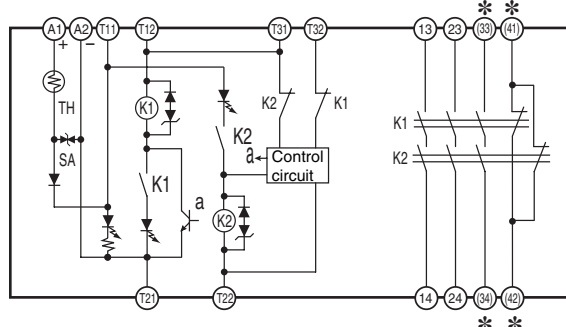 * *
A1 A2 T11 T12 T31 T32 13 23 (33) (41)
+ −
TH
K1
K2 K1
K2
K1
SA
a Control
circuit
K2
K1
a
K2
T21 T22 14 24 (34) (42)
* *